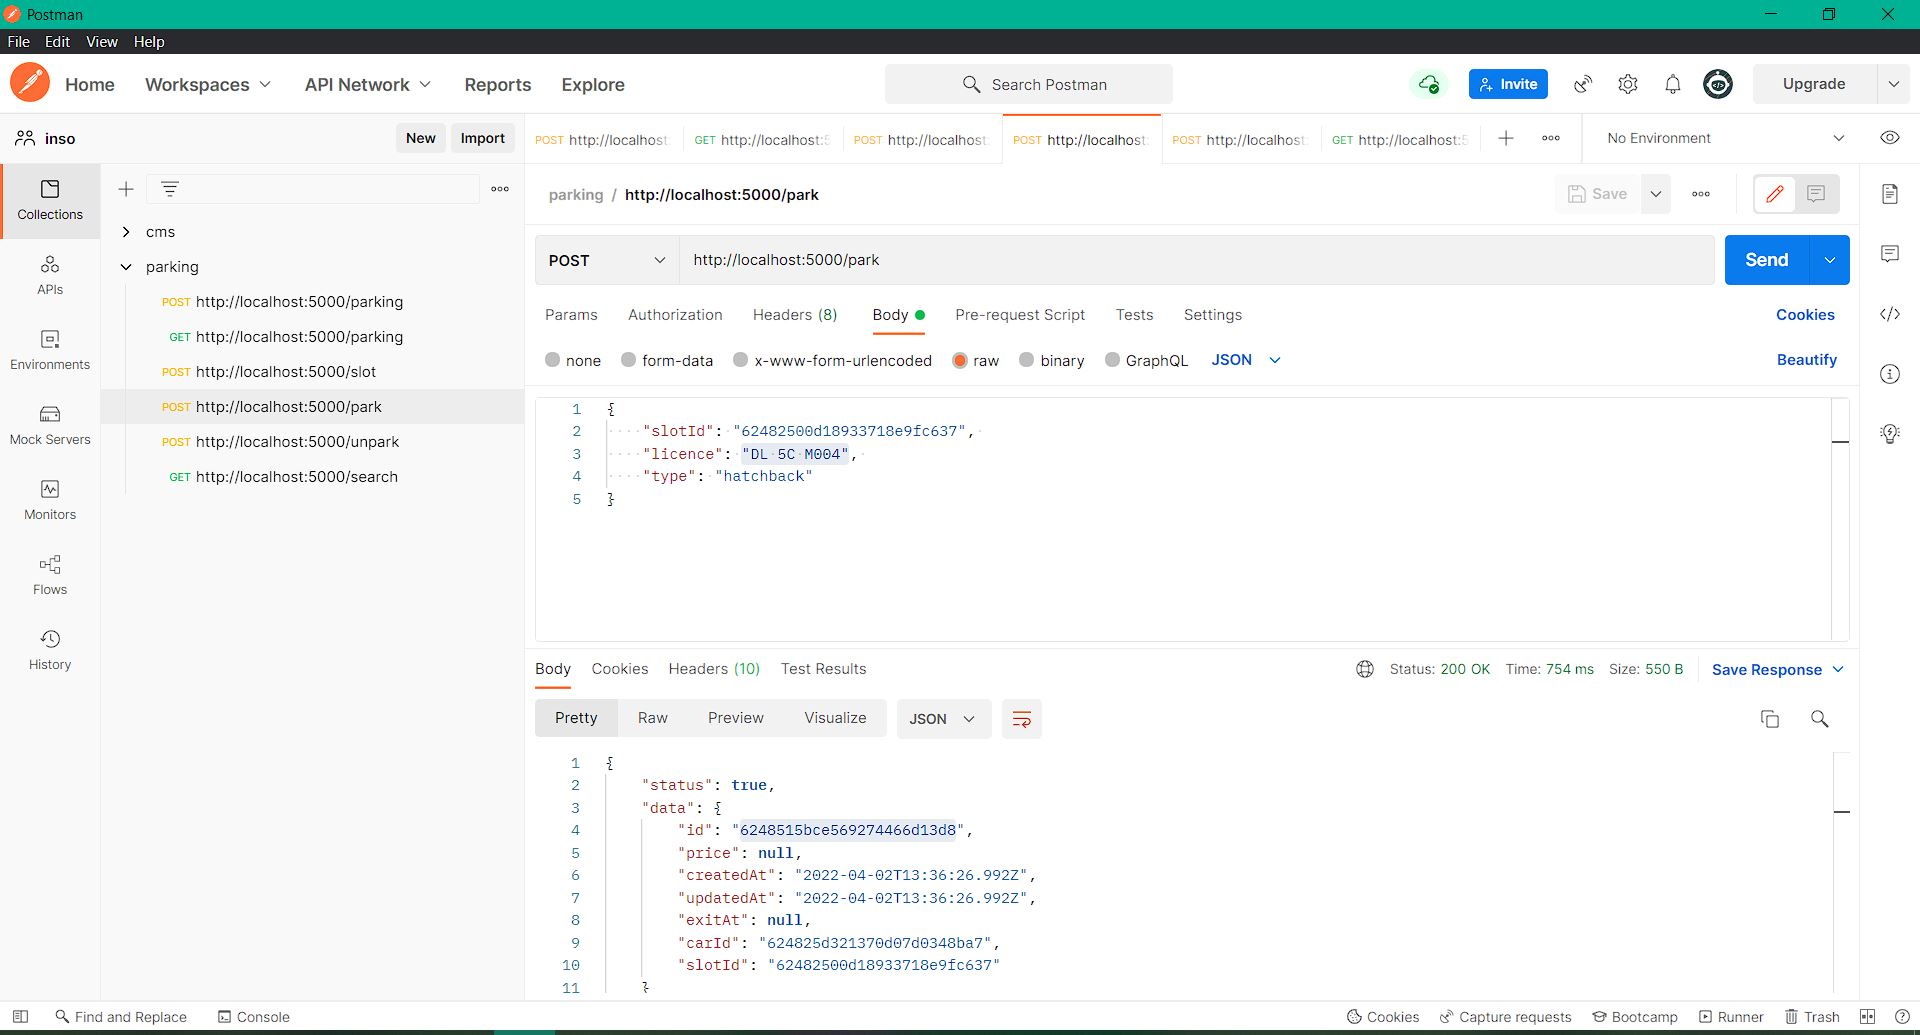 Postman
File Edit View Help
Home Workspaces API Network Reports Explore Search Postman Invite Upgrade
inso New Import
POST http://localhost: GET http://localhost:5 POST http://localhost: POST http://localhost: POST http://localhost: GET http://localhost:5 No Environment
Collections
APIs
Environments
Mock Servers
Monitors
Flows
History
cms
parking
POST http://localhost:5000/parking
GET http://localhost:5000/parking
POST http://localhost:5000/slot
POST http://localhost:5000/park
POST http://localhost:5000/unpark
GET http://localhost:5000/search
parking / http://localhost:5000/park Save
POST http://localhost:5000/park Send
Params Authorization Headers (8) Body Pre-request Script Tests Settings Cookies
none form-data x-www-form-urlencoded raw binary GraphQL JSON Beautify
1 {
2 "slotId": "62482500d18933718e9fc637",
3 "licence": "DL 5C M004",
4 "type": "hatchback"
5 }
Body Cookies Headers (10) Test Results Status: 200 OK Time: 754 ms Size: 550 B Save Response
Pretty Raw Preview Visualize JSON
1 {
2 "status": true,
3 "data": {
4 "id": "6248515bce569274466d13d8",
5 "price": null,
6 "createdAt": "2022-04-02T13:36:26.992Z",
7 "updatedAt": "2022-04-02T13:36:26.992Z",
8 "exitAt": null,
9 "carId": "624825d321370d07d0348ba7",
10 "slotId": "62482500d18933718e9fc637"
11 }
Find and Replace Console Cookies Capture requests Bootcamp Runner Trash